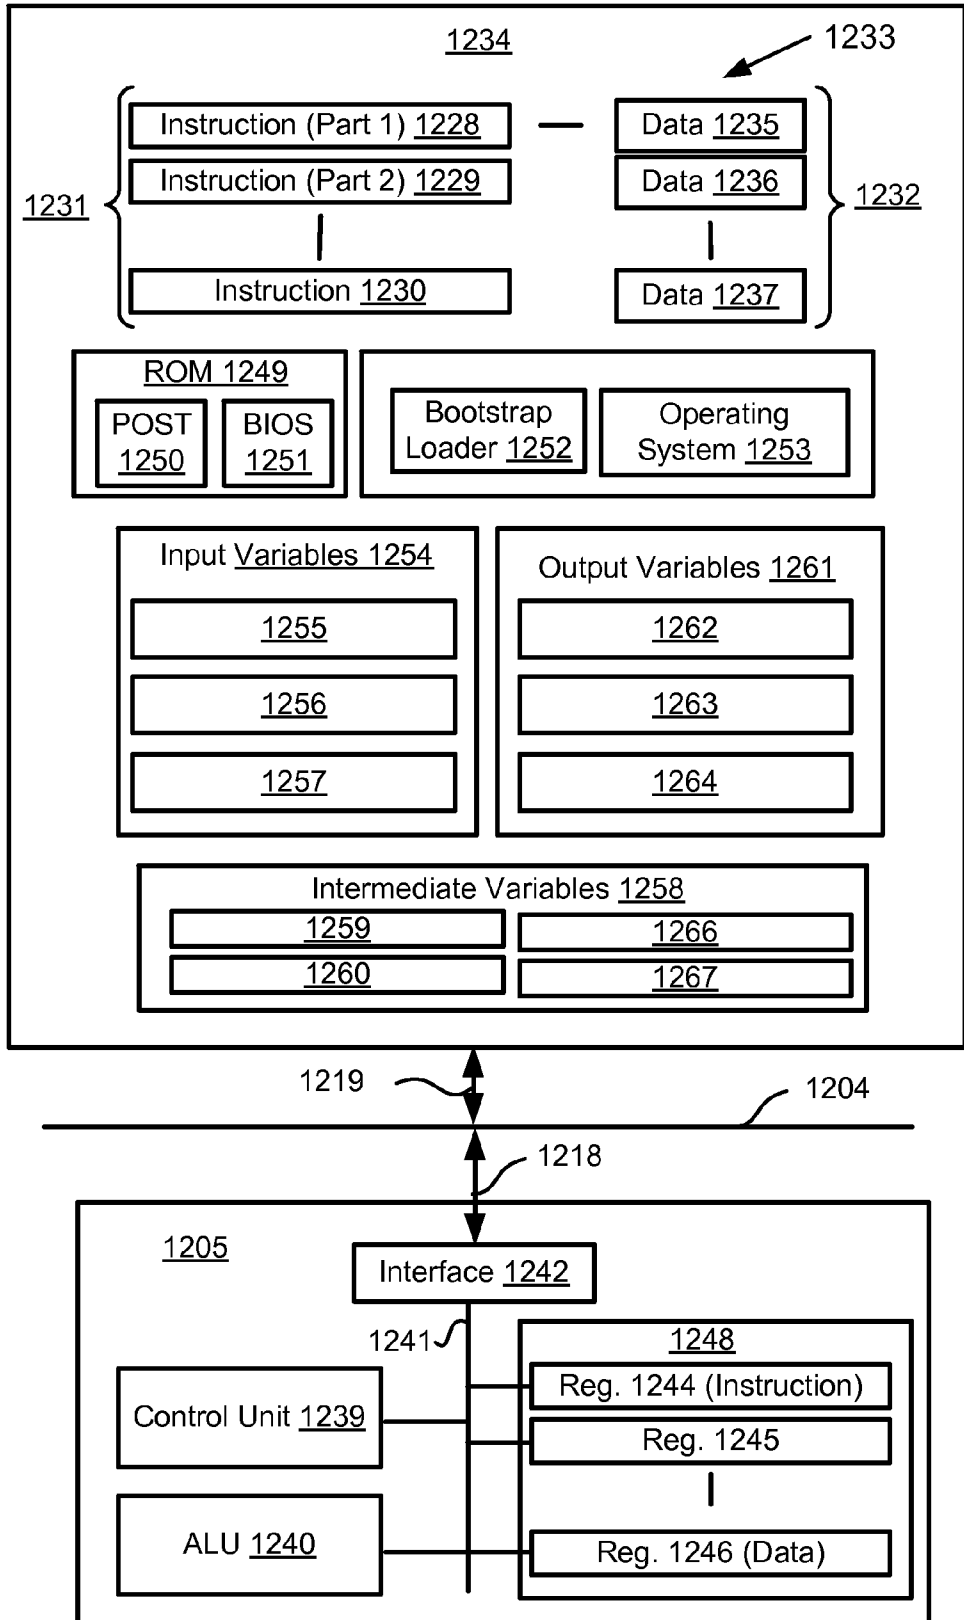 1234
1233
Instruction (Part 1) 1228
Data 1235
Instruction (Part 2) 1229
Data 1236
1231
1232
Instruction 1230
Data 1237
ROM 1249
POST
1250
BIOS
1251
Bootstrap
Loader 1252
Operating
System 1253
Input Variables 1254
1255
1256
1257
Output Variables 1261
1262
1263
1264
Intermediate Variables 1258
1259
1266
1260
1267
1219
1204
1218
1205
Interface 1242
1241
1248
Reg. 1244 (Instruction)
Control Unit 1239
Reg. 1245
ALU 1240
Reg. 1246 (Data)